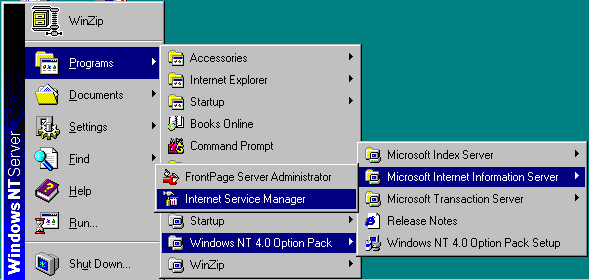 WinZip
Programs
Documents
Settings
Find
Help
Run...
Shut Down...
Windows NT Server
Accessories
Internet Explorer
Startup
Books Online
Command Prompt
Startup
Windows NT 4.0 Option Pack
WinZip
FrontPage Server Administrator
Internet Service Manager
Microsoft Index Server
Microsoft Internet Information Server
Microsoft Transaction Server
Release Notes
Windows NT 4.0 Option Pack Setup